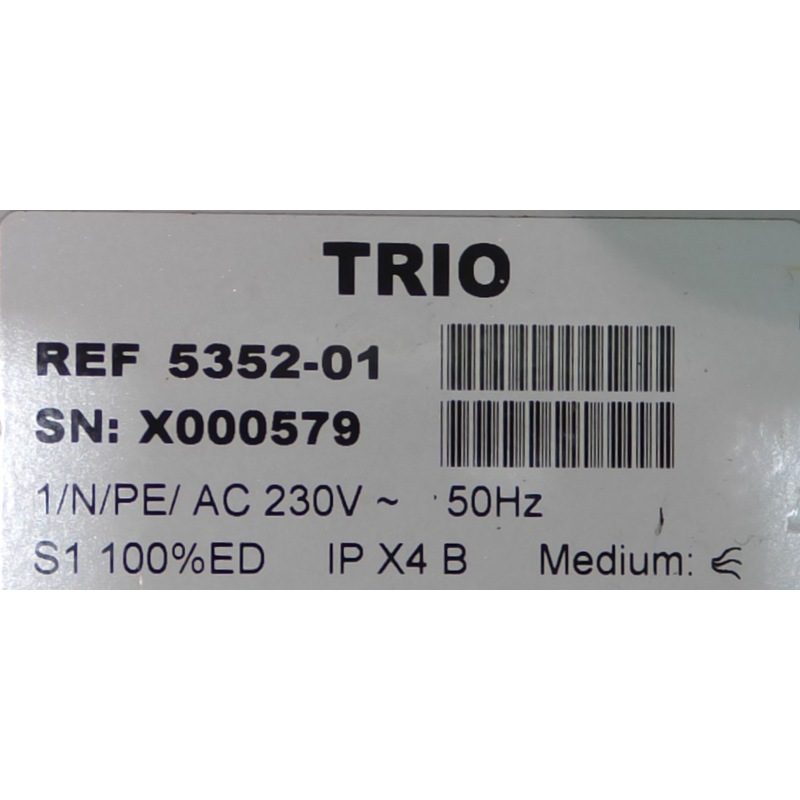 TRIO
REF 5352-01
SN: X000579
1/N/PE/ AC 230V ~ 50Hz
S1 100%ED IP X4 B Medium: